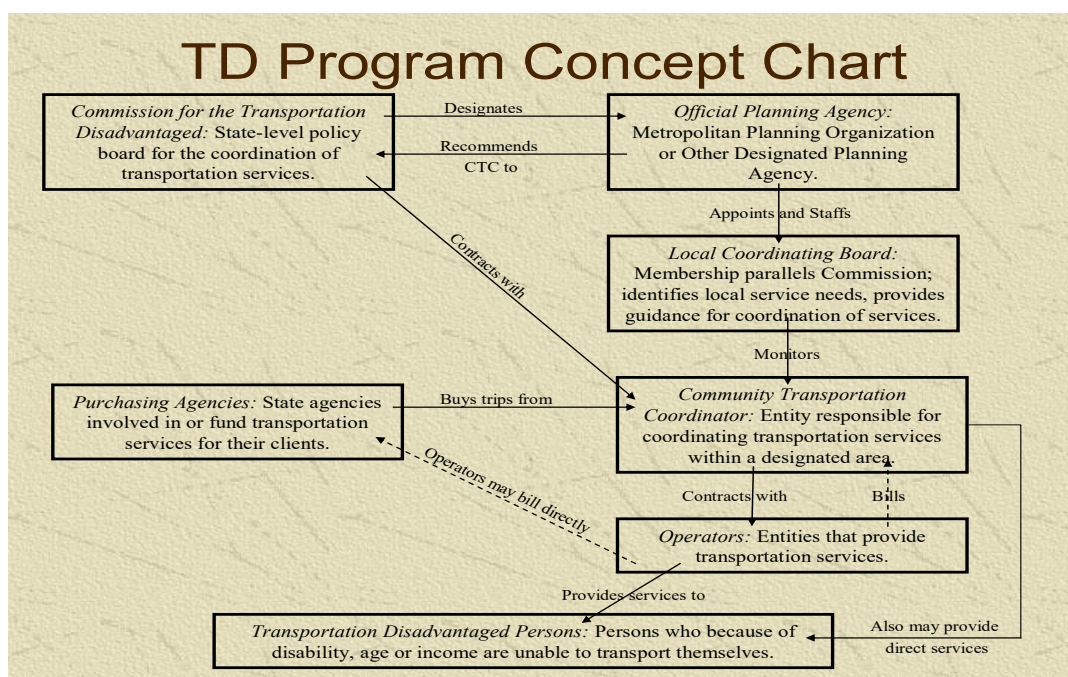 TD Program Concept Chart
Commission for the Transportation
Disadvantaged: State-level policy
board for the coordination of
transportation services.
Designates
Recommends
CTC to
Official Planning Agency:
Metropolitan Planning Organization
or Other Designated Planning
Agency.
Appoints and Staffs
Local Coordinating Board:
Membership parallels Commission;
identifies local service needs, provides
guidance for coordination of services.
Contracts with
Monitors
Purchasing Agencies: State agencies
involved in or fund transportation
services for their clients.
Buys trips from
Community Transportation
Coordinator: Entity responsible for
coordinating transportation services
within a designated area.
Operators may bill directly
Contracts with
Bills
Operators: Entities that provide
transportation services.
Provides services to
Transportation Disadvantaged Persons: Persons who because of
disability, age or income are unable to transport themselves.
Also may provide
direct services